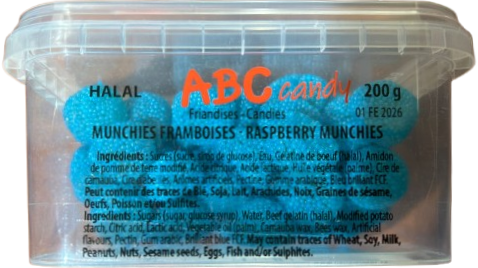 HALAL ABC candy 200 g
Friandises - Candies 01 FE 2026
MUNCHIES FRAMBOISES - RASPBERRY MUNCHIES
Ingrédients : Sucres (sucre, sirop de glucose), Eau, Gélatine de boeuf (halal), Amidon
de pomme de terre modifié, Acide citrique, Acide lactique, Huile végétale (palme), Cire de
carnauba, Cire d'abeille, Arômes artificiels, Pectine, Gomme arabique, Bleu brillant FCF.
Peut contenir des traces de Blé, Soja, Lait, Arachides, Noix, Graines de sésame,
Oeufs, Poisson et/ou Sulfites.
Ingredients : Sugars (sugar, glucose syrup), Water, Beef gelatin (halal), Modified potato
starch, Citric acid, Lactic acid, Vegetable oil (palm), Carnauba wax, Bees wax, Artificial
flavours, Pectin, Gum arabic, Brilliant blue FCF. May contain traces of Wheat, Soy, Milk,
Peanuts, Nuts, Sesame seeds, Eggs, Fish and/or Sulphites.